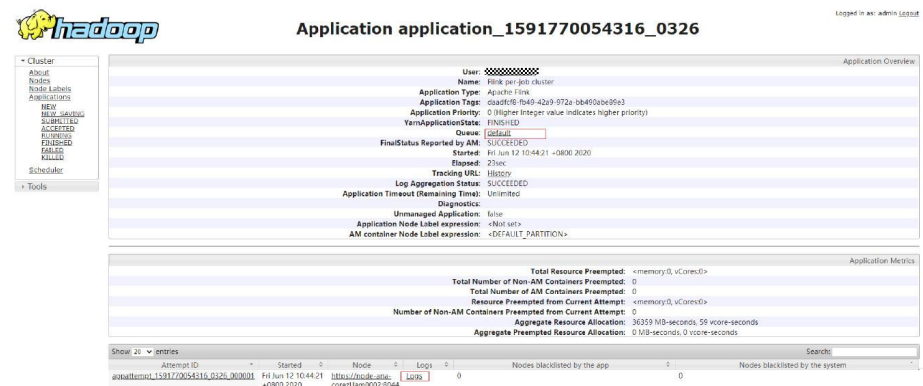 hadoop
Application application_1591770054316_0326
Logged in as: admin Logout
Cluster
About
Nodes
Node Labels
Applications
NEW
NEW_SAVING
SUBMITTED
ACCEPTED
RUNNING
FINISHED
FAILED
KILLED
Scheduler
Tools
Application Overview
User:
Name: Flink per-job cluster
Application Type: Apache Flink
Application Tags: daadfcf8-fb49-42a9-972a-bb490abe89e3
Application Priority: 0 (Higher Integer value indicates higher priority)
YarnApplicationState: FINISHED
Queue: default
FinalStatus Reported by AM: SUCCEEDED
Started: Fri Jun 12 10:44:21 +0800 2020
Elapsed: 23sec
Tracking URL: History
Log Aggregation Status: SUCCEEDED
Application Timeout (Remaining Time): Unlimited
Diagnostics:
Unmanaged Application: false
Application Node Label expression: <Not set>
AM container Node Label expression: <DEFAULT_PARTITION>
Application Metrics
Total Resource Preempted: <memory:0, vCores:0>
Total Number of Non-AM Containers Preempted: 0
Total Number of AM Containers Preempted: 0
Resource Preempted from Current Attempt: <memory:0, vCores:0>
Number of Non-AM Containers Preempted from Current Attempt: 0
Aggregate Resource Allocation: 36359 MB-seconds, 59 vcore-seconds
Aggregate Preempted Resource Allocation: 0 MB-seconds, 0 vcore-seconds
Show 20 entries Search:
Attempt ID Started Node Logs Nodes blacklisted by the app Nodes blacklisted by the system
appattempt_1591770054316_0326_000001 Fri Jun 12 10:44:21 https://node-ana- Logs 0 0
+0800 2020